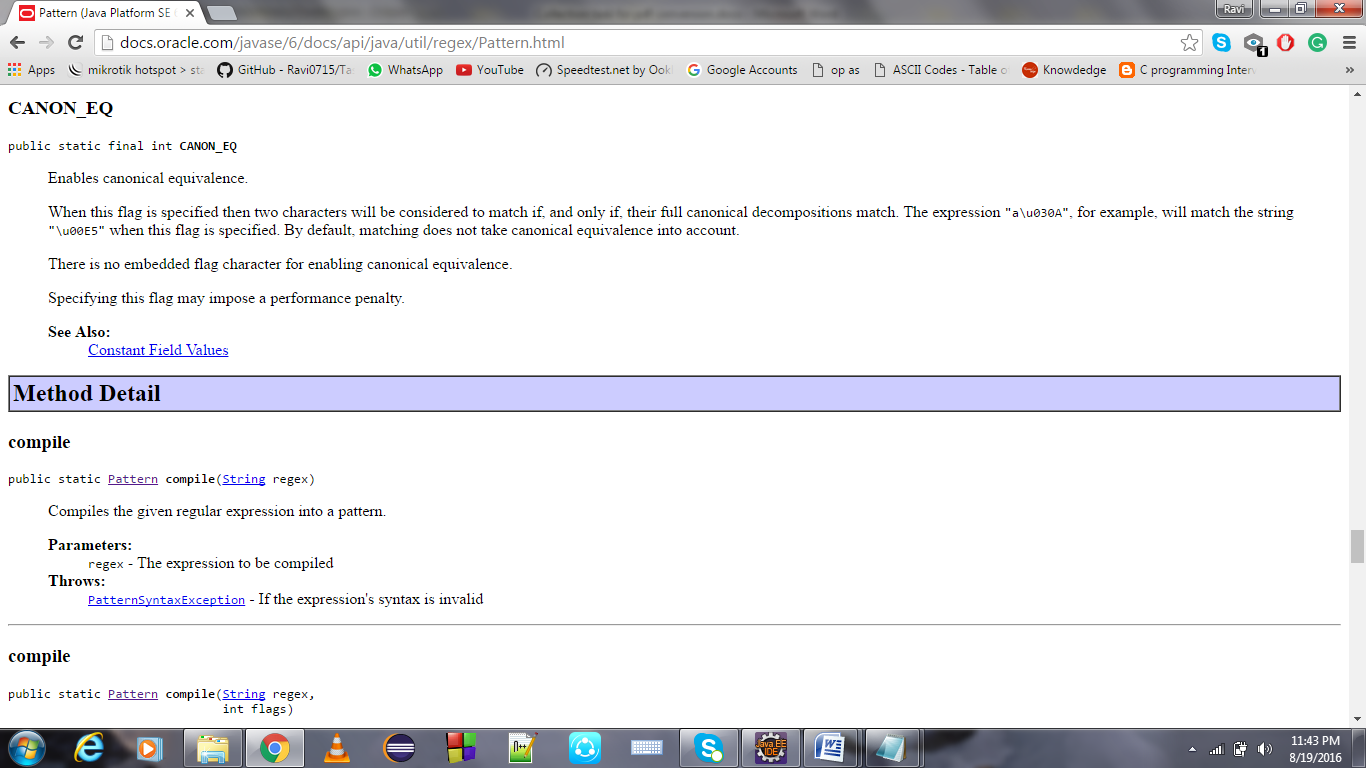 Pattern (Java Platform SE
Ravi
docs.oracle.com/javase/6/docs/api/java/util/regex/Pattern.html
1
Apps
mikrotik hotspot > sta
GitHub - Ravi0715/Ta
WhatsApp
YouTube
Speedtest.net by Ook
Google Accounts
op as
ASCII Codes - Table o
Knowdedge
C programming Inter
»
CANON_EQ
public static final int CANON_EQ
Enables canonical equivalence.
When this flag is specified then two characters will be considered to match if, and only if, their full canonical decompositions match. The expression "a\u030A", for example, will match the string
"\u00E5" when this flag is specified. By default, matching does not take canonical equivalence into account.
There is no embedded flag character for enabling canonical equivalence.
Specifying this flag may impose a performance penalty.
See Also:
Constant Field Values
Method Detail
compile
public static Pattern compile(String regex)
Compiles the given regular expression into a pattern.
Parameters:
regex - The expression to be compiled
Throws:
PatternSyntaxException - If the expression's syntax is invalid
compile
public static Pattern compile(String regex,
int flags)
Java EE
IDE
11:43 PM
8/19/2016